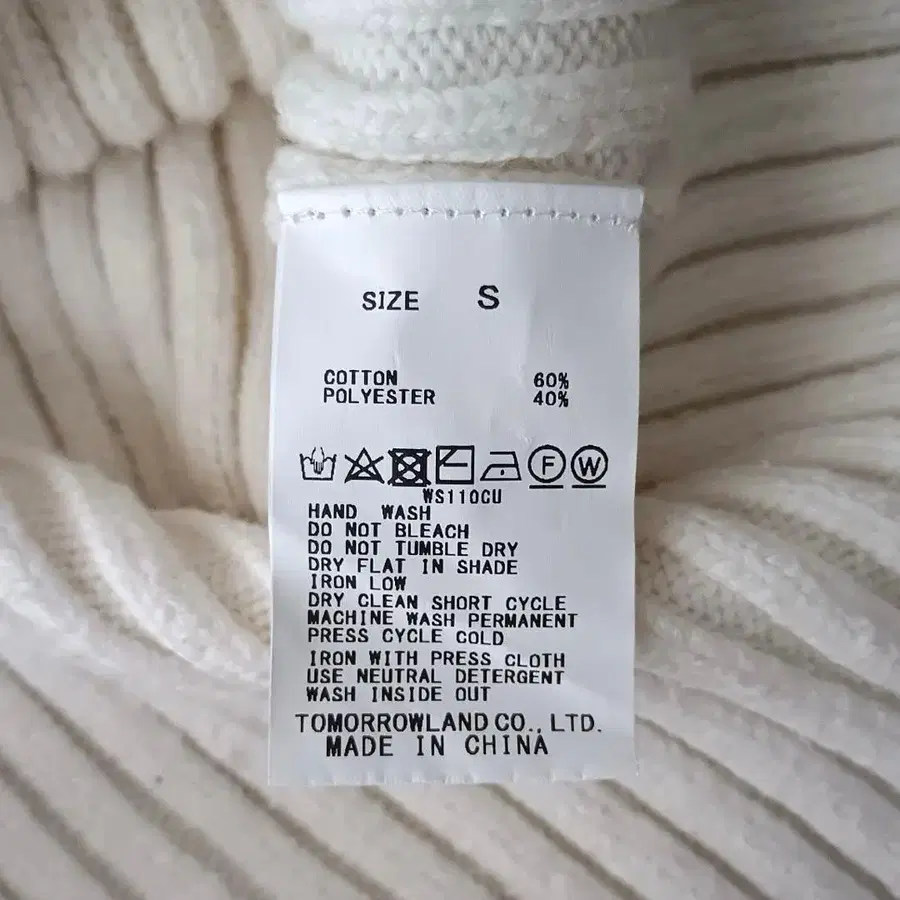 SIZE S
COTTON 60%
POLYESTER 40%
F W
WS110CU
HAND WASH
DO NOT BLEACH
DO NOT TUMBLE DRY
DRY FLAT IN SHADE
IRON LOW
DRY CLEAN SHORT CYCLE
MACHINE WASH PERMANENT
PRESS CYCLE COLD
IRON WITH PRESS CLOTH
USE NEUTRAL DETERGENT
WASH INSIDE OUT
TOMORROWLAND CO., LTD.
MADE IN CHINA